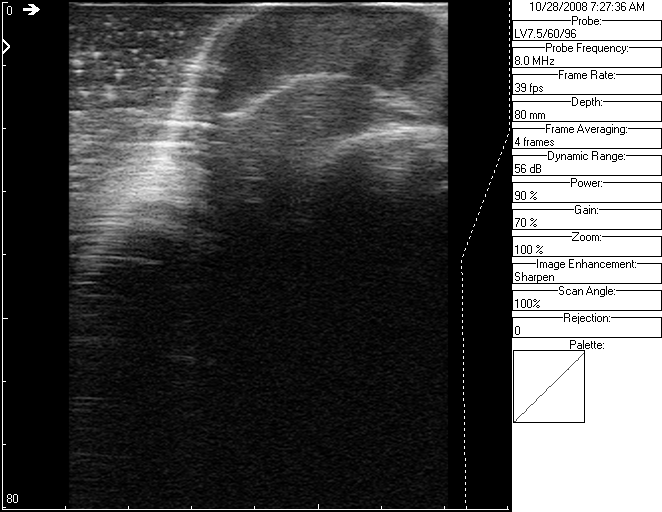 0
80
10/28/2008 7:27:36 AM
Probe:
LV7.5/60/96
Probe Frequency:
8.0 MHz
Frame Rate:
39 fps
Depth:
80 mm
Frame Averaging:
4 frames
Dynamic Range:
56 dB
Power:
90 %
Gain:
70 %
Zoom:
100 %
Image Enhancement:
Sharpen
Scan Angle:
100%
Rejection:
0
Palette: